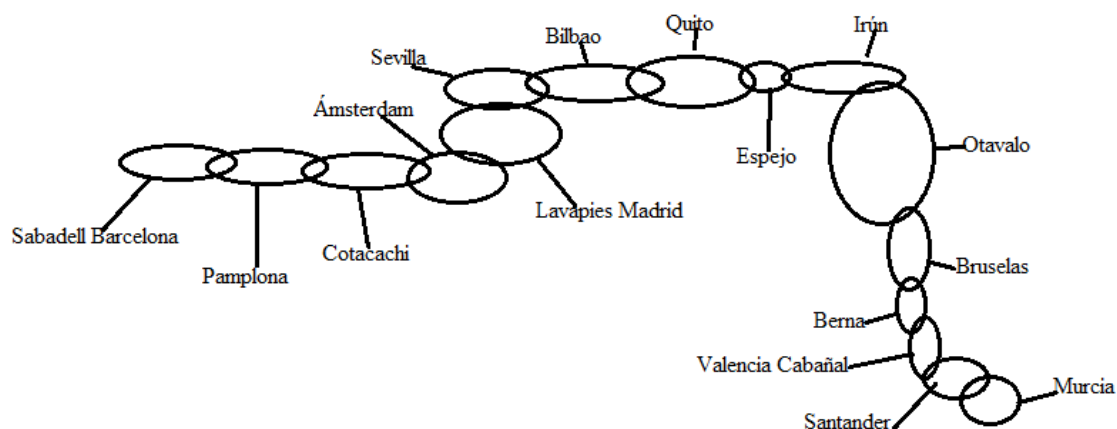 Quito
Irún
Bilbao
Sevilla
Ámsterdam
Espejo
Otavalo
Lavapies Madrid
Sabadell Barcelona
Cotacachi
Pamplona
Bruselas
Berna
Valencia Cabañal
Murcia
Santander